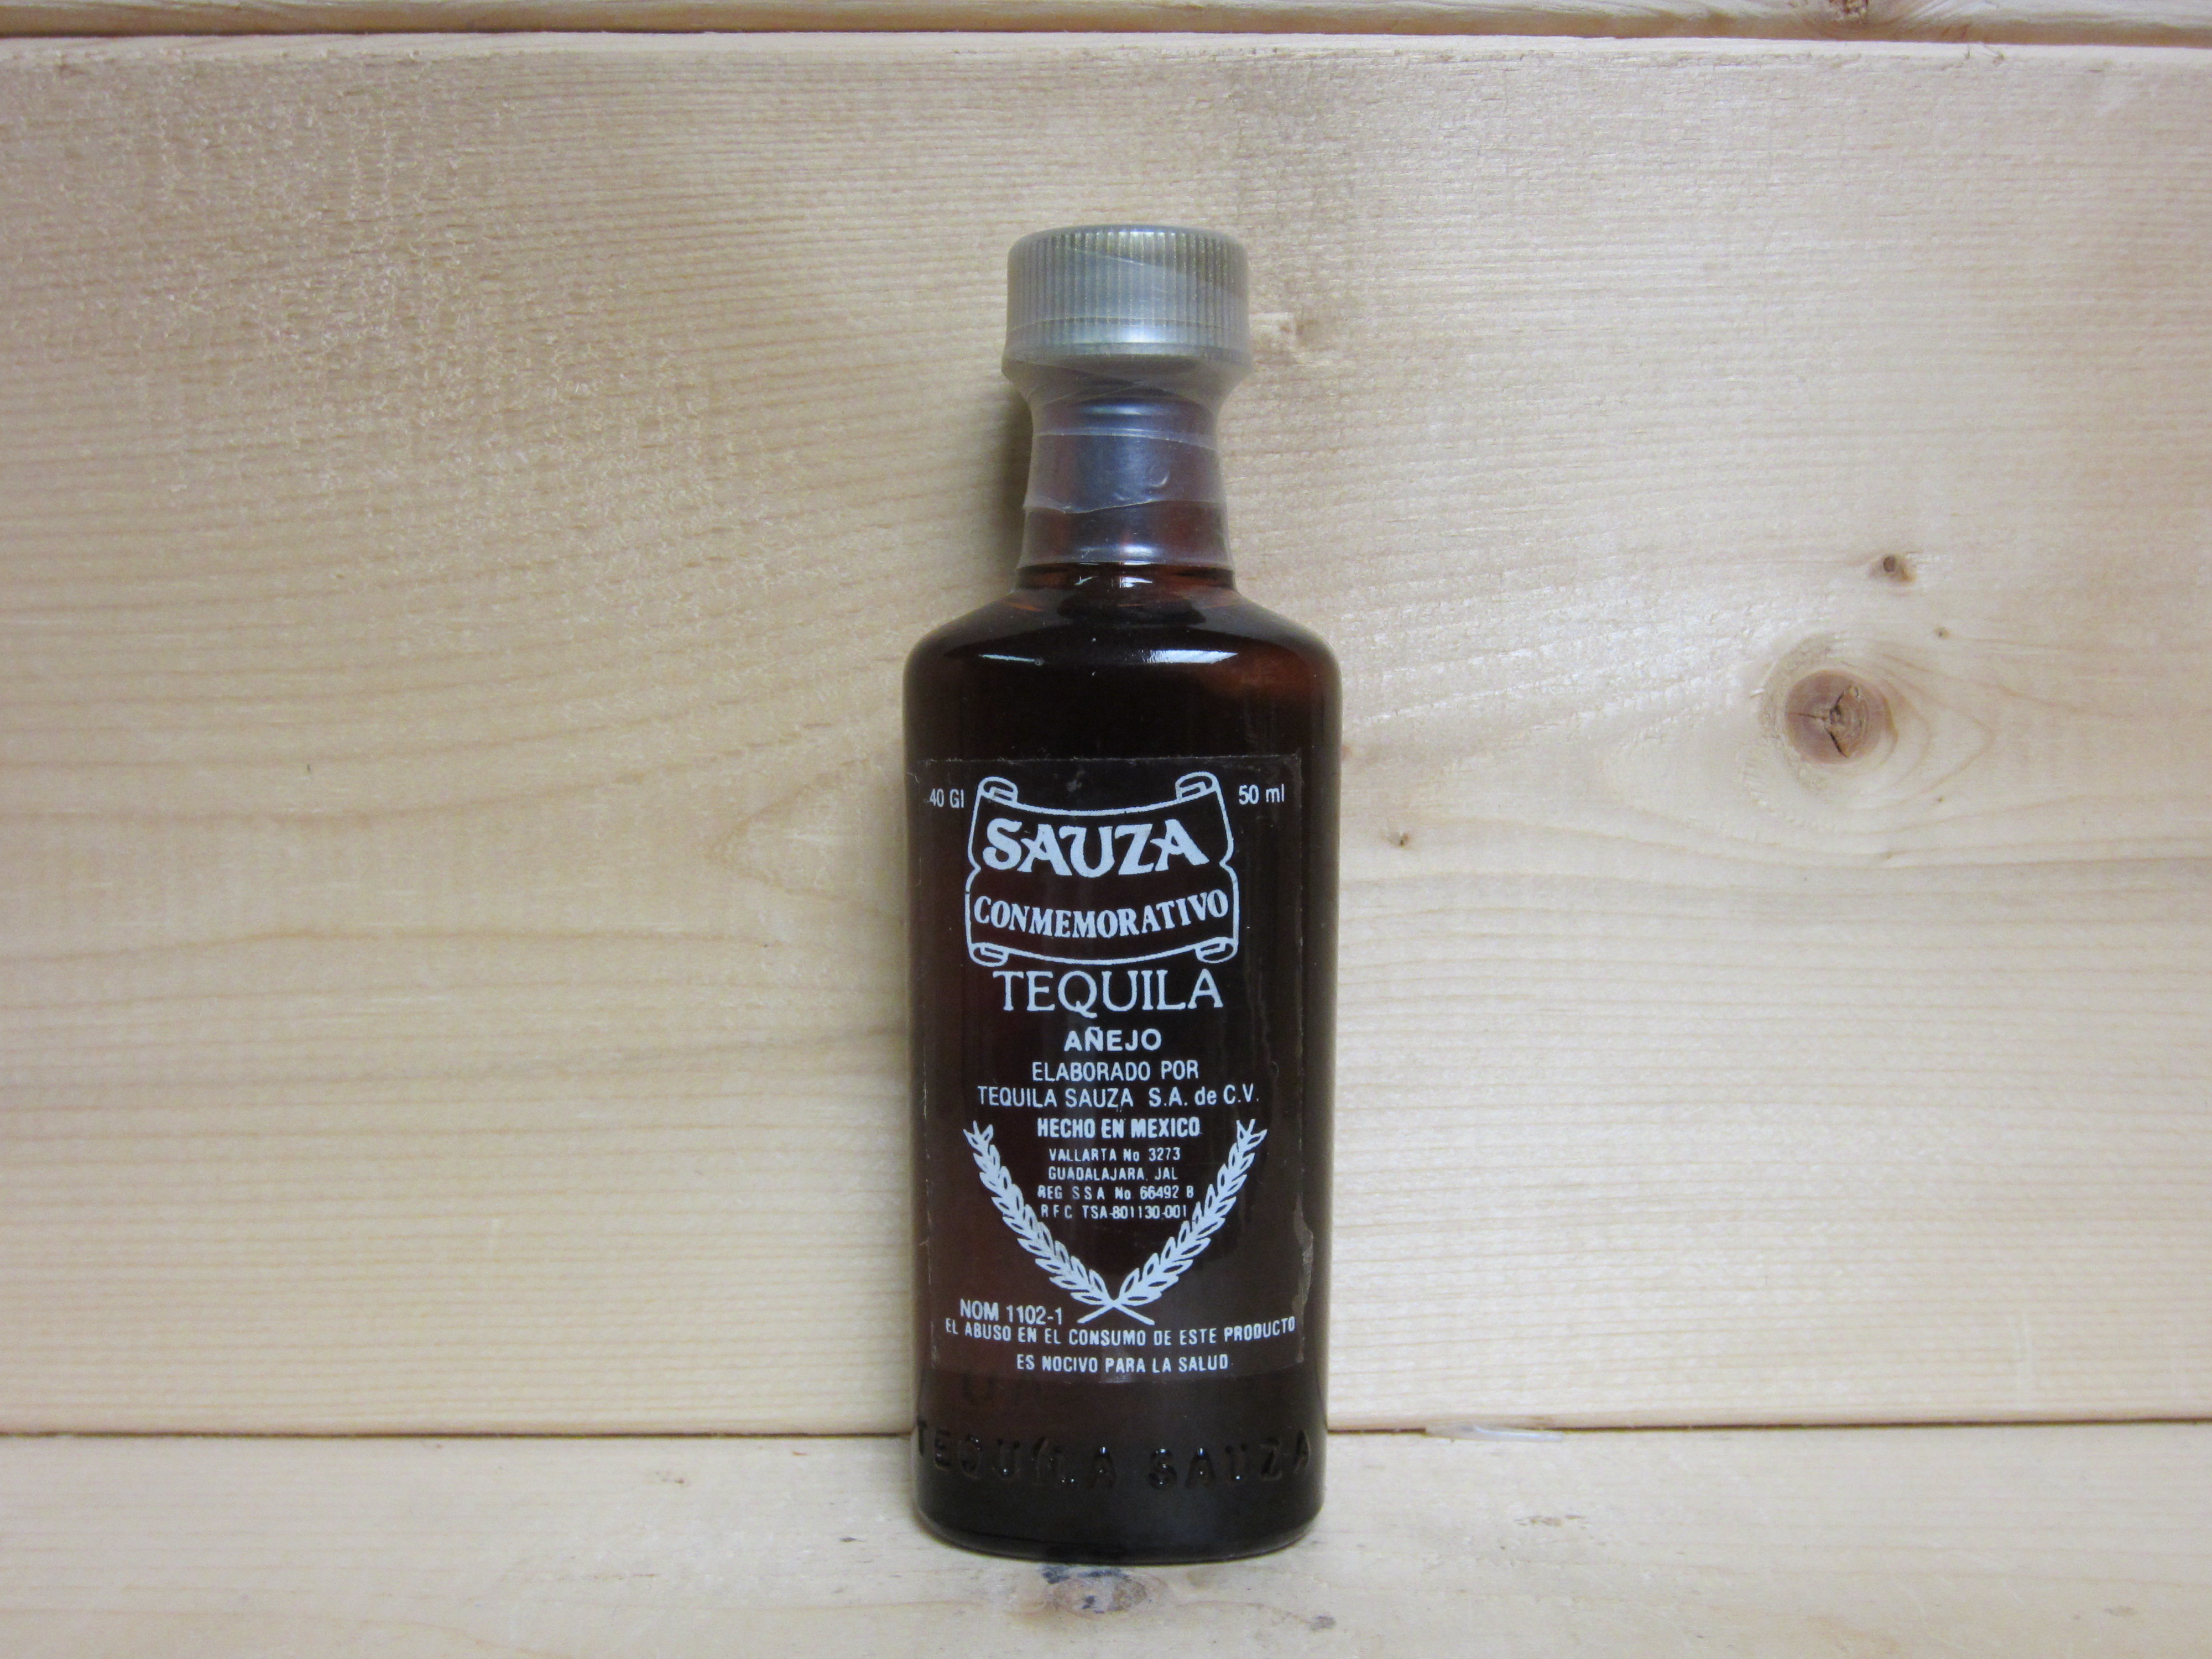 40 Gl 50 ml
SAUZA
CONMEMORATIVO
TEQUILA
AÑEJO
ELABORADO POR
TEQUILA SAUZA S.A. de C.V.
HECHO EN MEXICO
VALLARTA No 3273
GUADALAJARA, JAL
REG S S A No 66492 B
R F C TSA-801130-001
NOM 1102-1
EL ABUSO EN EL CONSUMO DE ESTE PRODUCTO
ES NOCIVO PARA LA SALUD
TEQUILA SAUZA